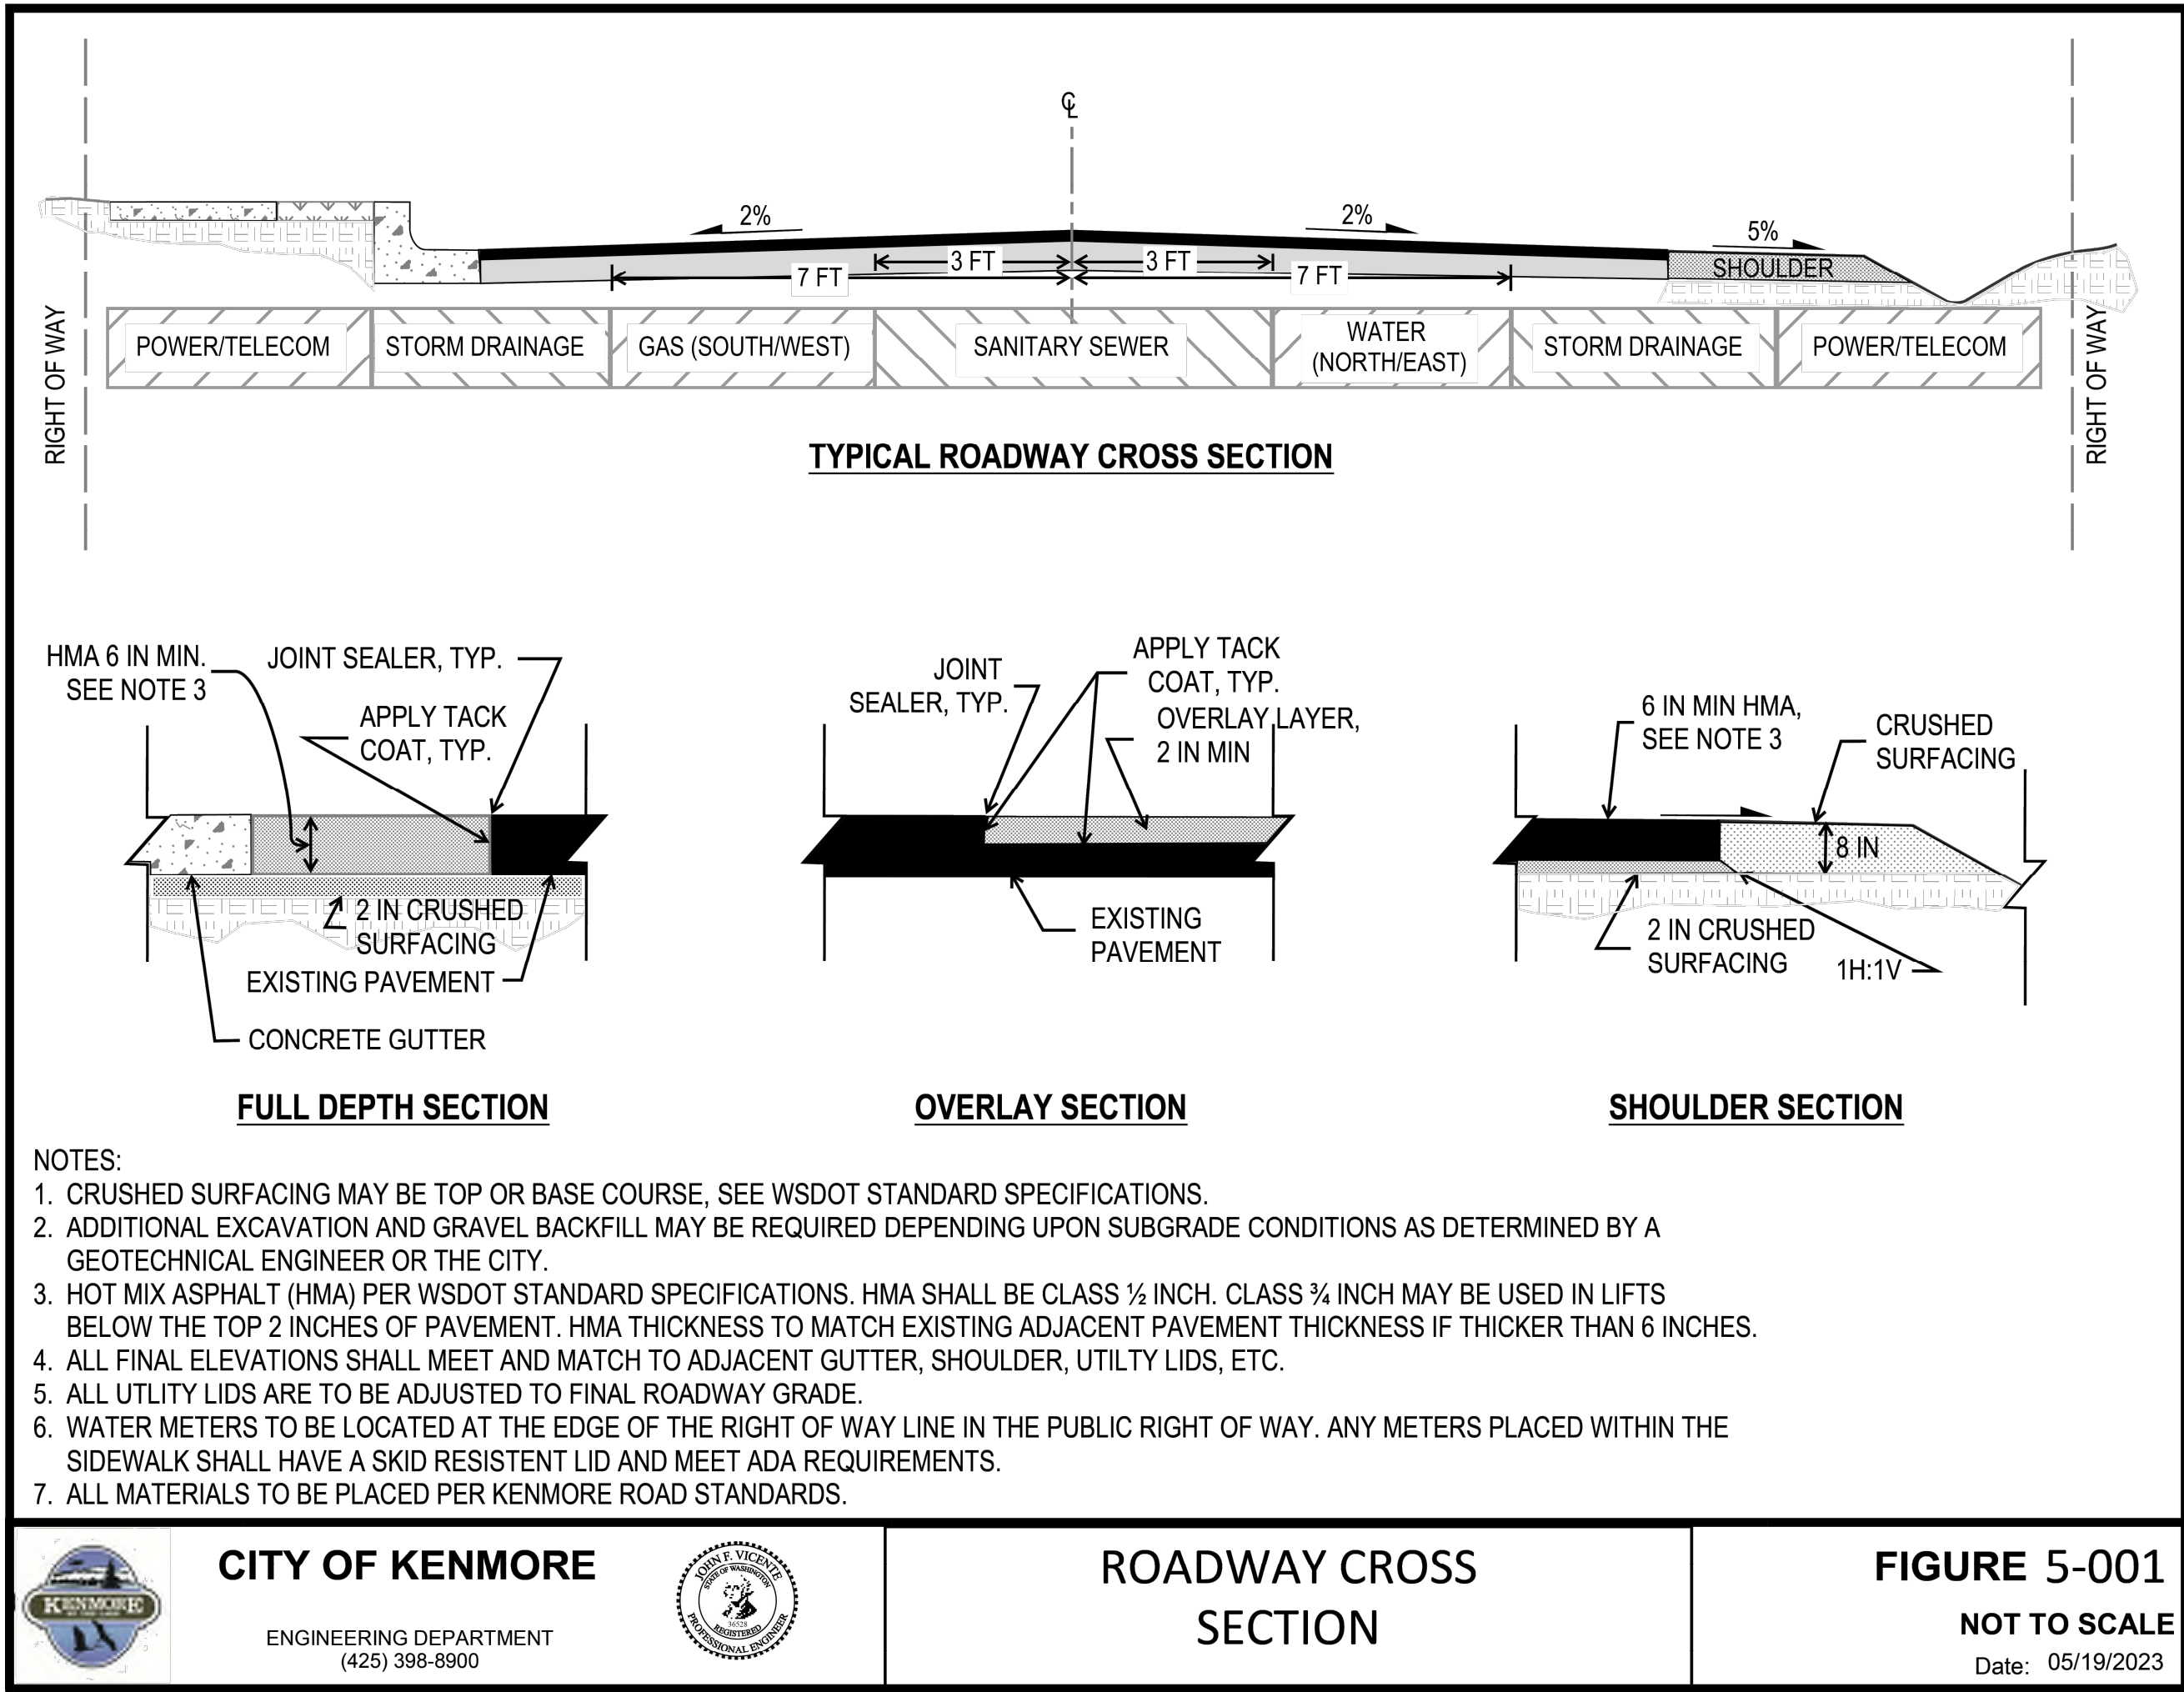 ℄
2%
2%
5%
3 FT
3 FT
SHOULDER
7 FT
7 FT
RIGHT OF WAY
POWER/TELECOM
STORM DRAINAGE
GAS (SOUTH/WEST)
SANITARY SEWER
WATER
(NORTH/EAST)
STORM DRAINAGE
POWER/TELECOM
RIGHT OF WAY
TYPICAL ROADWAY CROSS SECTION
HMA 6 IN MIN.
SEE NOTE 3
JOINT SEALER, TYP.
APPLY TACK
COAT, TYP.
2 IN CRUSHED
SURFACING
EXISTING PAVEMENT
CONCRETE GUTTER
FULL DEPTH SECTION
JOINT
SEALER, TYP.
APPLY TACK
COAT, TYP.
OVERLAY LAYER,
2 IN MIN
EXISTING
PAVEMENT
OVERLAY SECTION
6 IN MIN HMA,
SEE NOTE 3
CRUSHED
SURFACING
8 IN
2 IN CRUSHED
SURFACING
1H:1V
SHOULDER SECTION
NOTES:
1. CRUSHED SURFACING MAY BE TOP OR BASE COURSE, SEE WSDOT STANDARD SPECIFICATIONS.
2. ADDITIONAL EXCAVATION AND GRAVEL BACKFILL MAY BE REQUIRED DEPENDING UPON SUBGRADE CONDITIONS AS DETERMINED BY A
GEOTECHNICAL ENGINEER OR THE CITY.
3. HOT MIX ASPHALT (HMA) PER WSDOT STANDARD SPECIFICATIONS. HMA SHALL BE CLASS ½ INCH. CLASS ¾ INCH MAY BE USED IN LIFTS
BELOW THE TOP 2 INCHES OF PAVEMENT. HMA THICKNESS TO MATCH EXISTING ADJACENT PAVEMENT THICKNESS IF THICKER THAN 6 INCHES.
4. ALL FINAL ELEVATIONS SHALL MEET AND MATCH TO ADJACENT GUTTER, SHOULDER, UTILTY LIDS, ETC.
5. ALL UTLITY LIDS ARE TO BE ADJUSTED TO FINAL ROADWAY GRADE.
6. WATER METERS TO BE LOCATED AT THE EDGE OF THE RIGHT OF WAY LINE IN THE PUBLIC RIGHT OF WAY. ANY METERS PLACED WITHIN THE
SIDEWALK SHALL HAVE A SKID RESISTENT LID AND MEET ADA REQUIREMENTS.
7. ALL MATERIALS TO BE PLACED PER KENMORE ROAD STANDARDS.
KENMORE
CITY OF KENMORE
ENGINEERING DEPARTMENT
(425) 398-8900
JOHN F. VICENTE
STATE OF WASHINGTON
36528
REGISTERED
PROFESSIONAL ENGINEER
ROADWAY CROSS
SECTION
FIGURE 5-001
NOT TO SCALE
Date: 05/19/2023